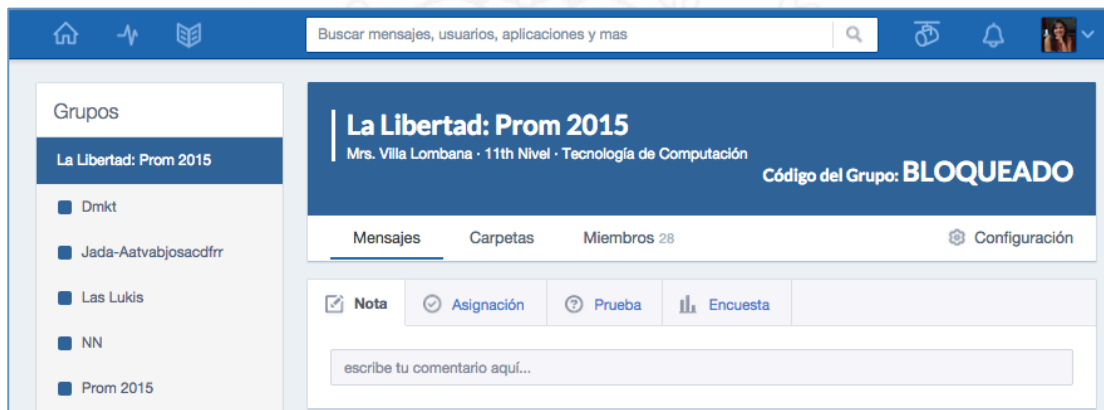 Buscar mensajes, usuarios, aplicaciones y mas
Grupos
La Libertad: Prom 2015
Dmkt
Jada-Aatvabjosacdfrr
Las Lukis
NN
Prom 2015
La Libertad: Prom 2015
Mrs. Villa Lombana · 11th Nivel · Tecnología de Computación
Código del Grupo: BLOQUEADO
Mensajes Carpetas Miembros 28 Configuración
Nota Asignación Prueba Encuesta
escribe tu comentario aquí...